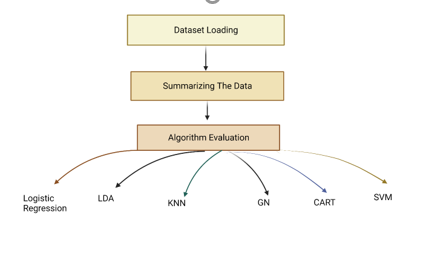 Dataset Loading
Summarizing The Data
Algorithm Evaluation
Logistic
Regression
LDA
KNN
GN
CART
SVM